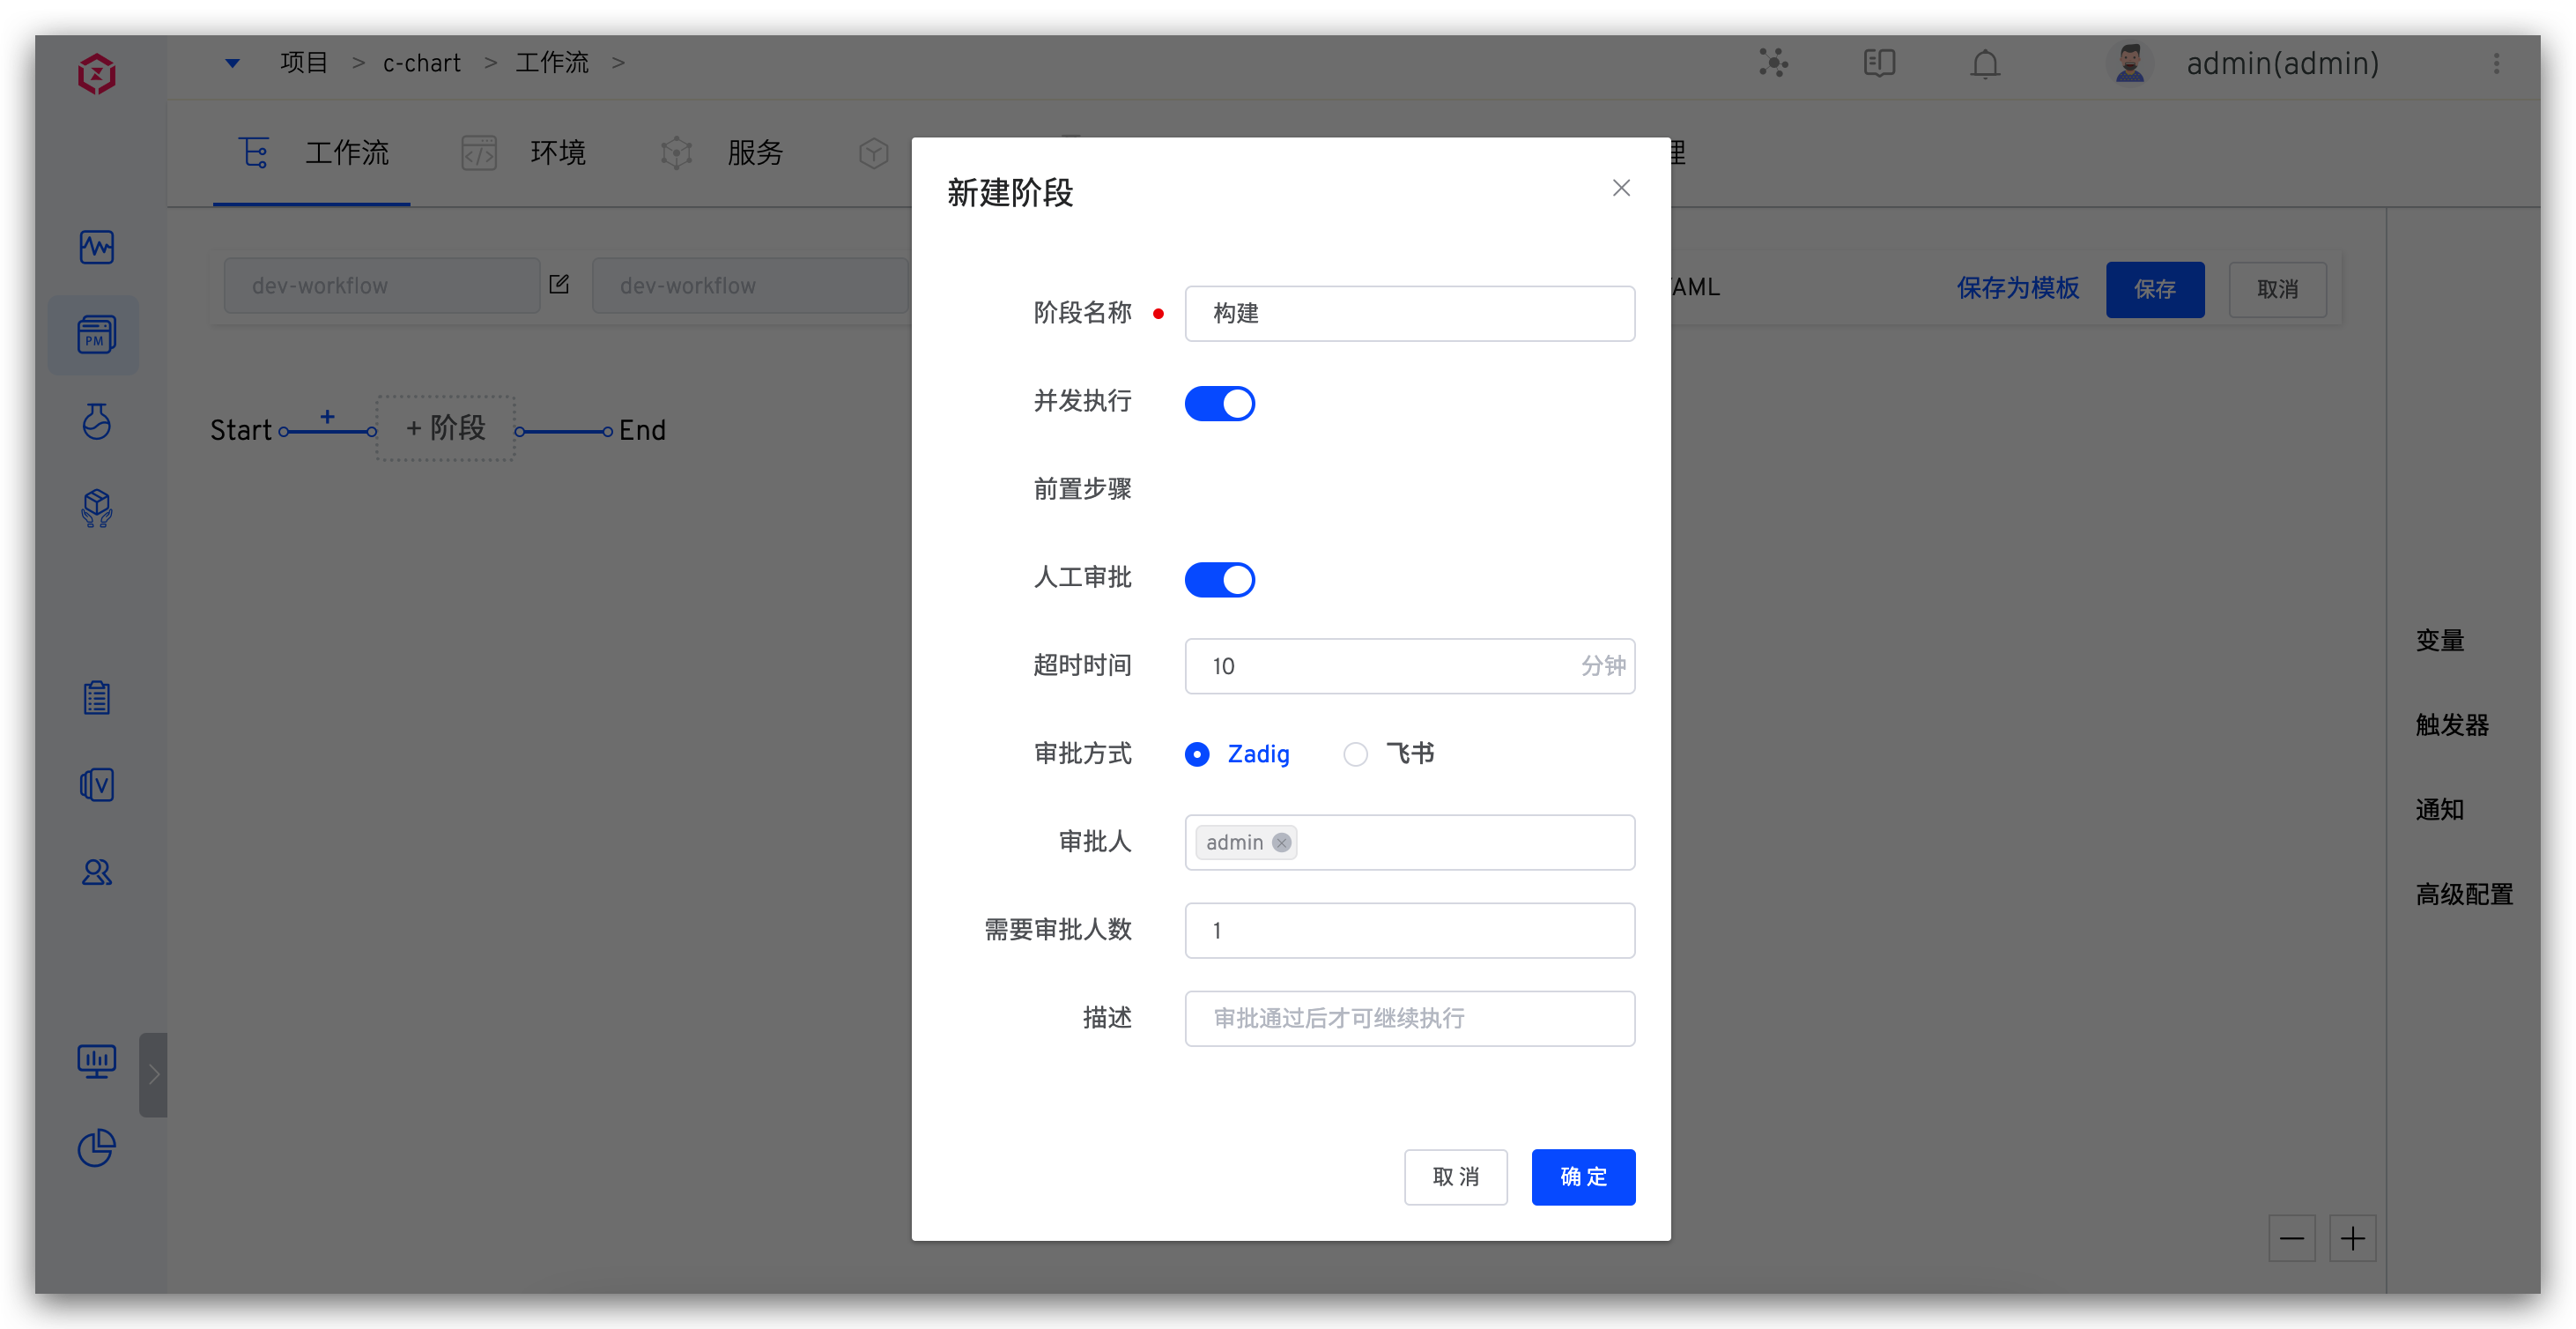 项目 > c-chart > 工作流 >
admin(admin)
工作流
环境
服务
理
dev-workflow
dev-workflow
AML
保存为模板
保存
取消
Start
+
+ 阶段
End
PM
V
变量
触发器
通知
高级配置
新建阶段
阶段名称
构建
并发执行
前置步骤
人工审批
超时时间
10
分钟
审批方式
Zadig
飞书
审批人
admin
需要审批人数
1
描述
审批通过后才可继续执行
取 消
确 定